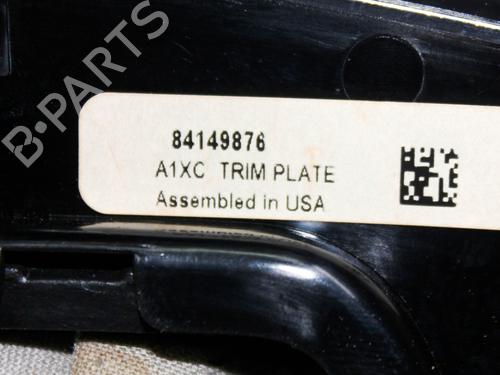 B-PARTS
84149876
A1XC TRIM PLATE
Assembled in USA